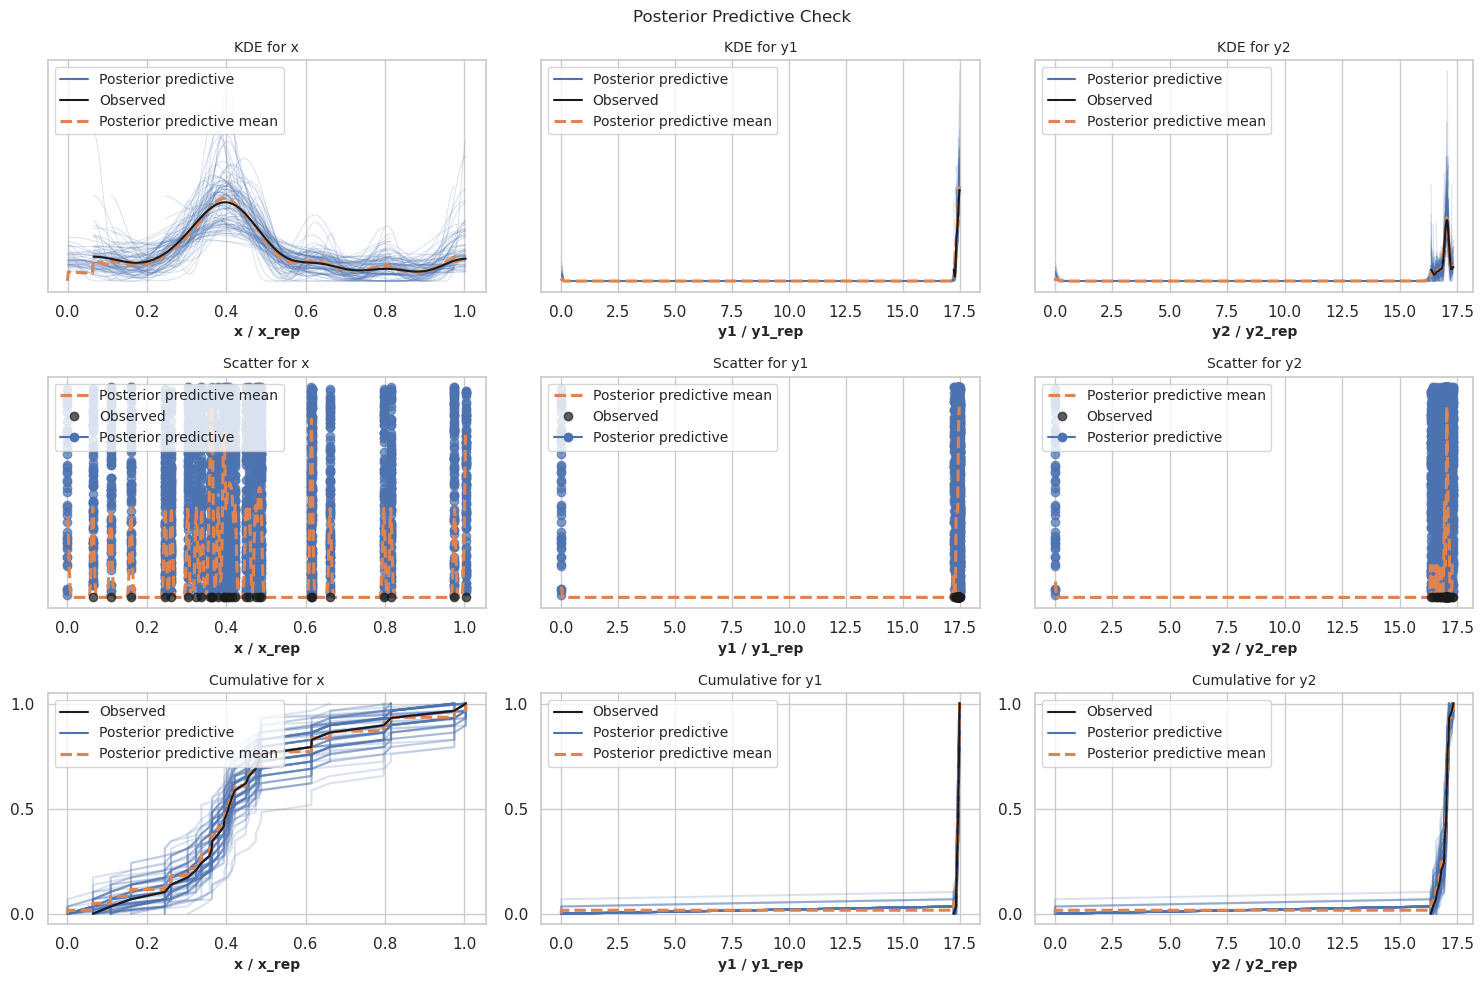 Posterior Predictive Check
KDE for x
Posterior predictive
Observed
Posterior predictive mean
0.0 0.2 0.4 0.6 0.8 1.0
x / x_rep
KDE for y1
Posterior predictive
Observed
Posterior predictive mean
0.0 2.5 5.0 7.5 10.0 12.5 15.0 17.5
y1 / y1_rep
KDE for y2
Posterior predictive
Observed
Posterior predictive mean
0.0 2.5 5.0 7.5 10.0 12.5 15.0 17.5
y2 / y2_rep
Scatter for x
Posterior predictive mean
Observed
Posterior predictive
0.0 0.2 0.4 0.6 0.8 1.0
x / x_rep
Scatter for y1
Posterior predictive mean
Observed
Posterior predictive
0.0 2.5 5.0 7.5 10.0 12.5 15.0 17.5
y1 / y1_rep
Scatter for y2
Posterior predictive mean
Observed
Posterior predictive
0.0 2.5 5.0 7.5 10.0 12.5 15.0 17.5
y2 / y2_rep
Cumulative for x
1.0
0.5
0.0
Observed
Posterior predictive
Posterior predictive mean
0.0 0.2 0.4 0.6 0.8 1.0
x / x_rep
Cumulative for y1
1.0
0.5
0.0
Observed
Posterior predictive
Posterior predictive mean
0.0 2.5 5.0 7.5 10.0 12.5 15.0 17.5
y1 / y1_rep
Cumulative for y2
1.0
0.5
0.0
Observed
Posterior predictive
Posterior predictive mean
0.0 2.5 5.0 7.5 10.0 12.5 15.0 17.5
y2 / y2_rep